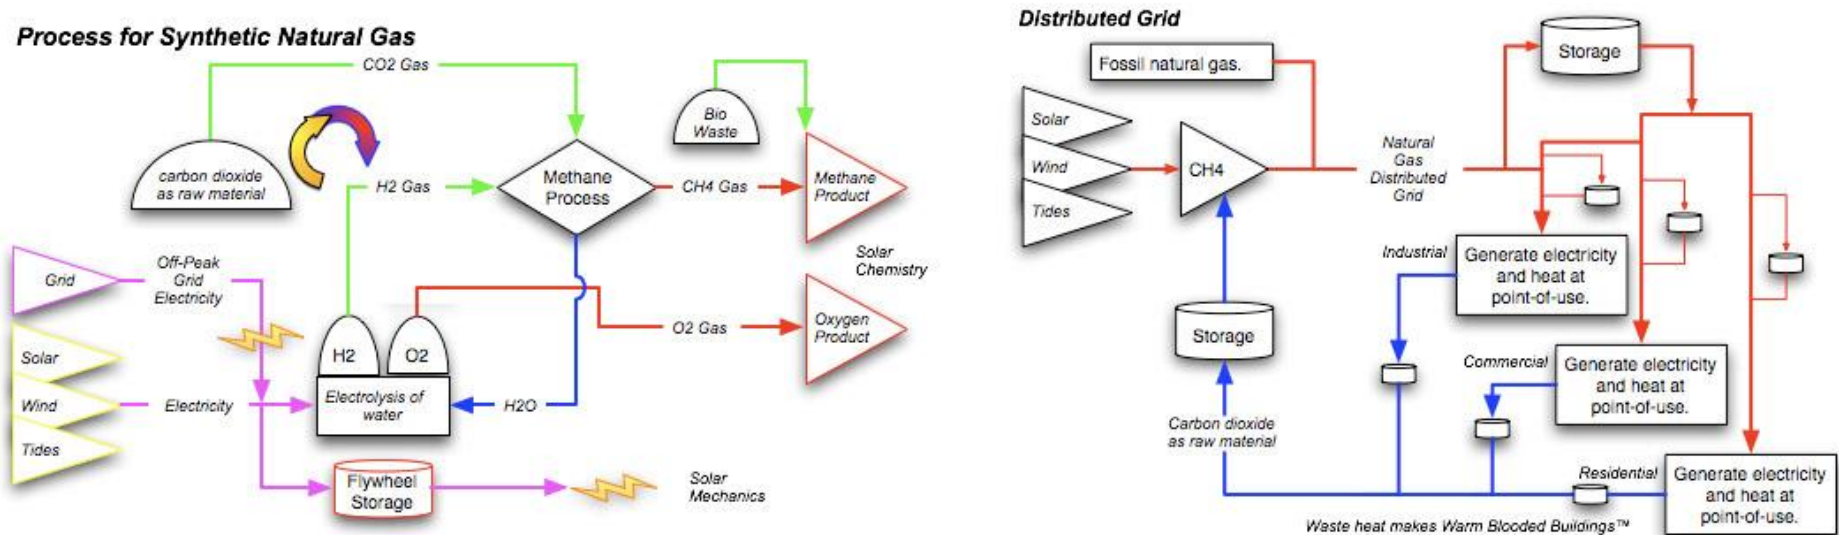 Process for Synthetic Natural Gas
CO2 Gas
carbon dioxide
as raw material
H2 Gas
Methane
Process
Bio
Waste
CH4 Gas
Methane
Product
Solar
Chemistry
Grid
Off-Peak
Grid
Electricity
Solar
Wind
Tides
Electricity
H2
O2
Electrolysis of
water
H2O
O2 Gas
Oxygen
Product
Flywheel
Storage
Solar
Mechanics
Distributed Grid
Fossil natural gas.
Storage
Solar
Wind
Tides
CH4
Natural
Gas
Distributed
Grid
Industrial
Generate electricity
and heat at
point-of-use.
Storage
Commercial
Generate electricity
and heat at
point-of-use.
Carbon dioxide
as raw material
Residential
Generate electricity
and heat at
point-of-use.
Waste heat makes Warm Blooded Buildings™